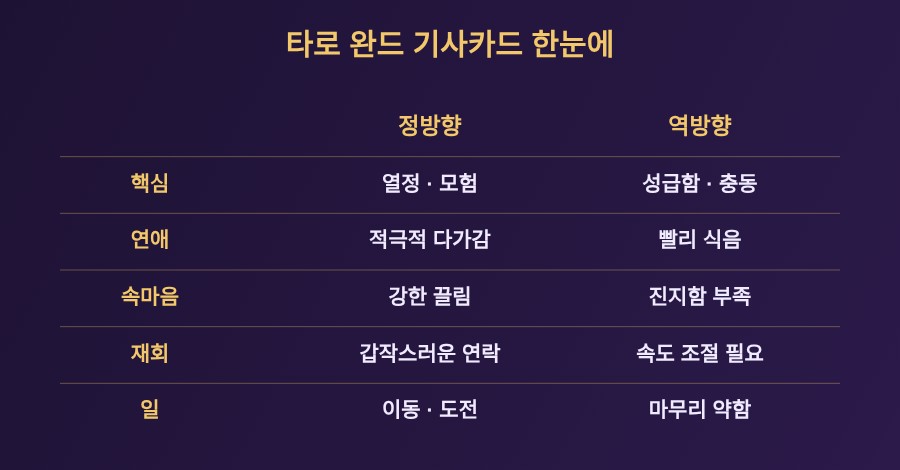 타로 완드 기사카드 한눈에
정방향 역방향
핵심 열정 · 모험 성급함 · 충동
연애 적극적 다가감 빨리 식음
속마음 강한 끌림 진지함 부족
재회 갑작스러운 연락 속도 조절 필요
일 이동 · 도전 마무리 약함